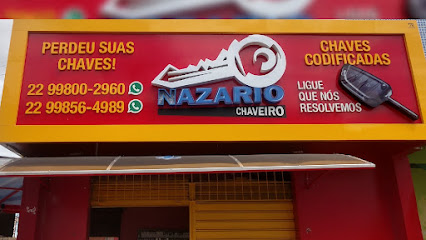 PERDEU SUAS
CHAVES!
22 99800-2960
22 99856-4989
NAZARIO
CHAVEIRO
CHAVES
CODIFICADAS
LIGUE
QUE NÓS
RESOLVEMOS